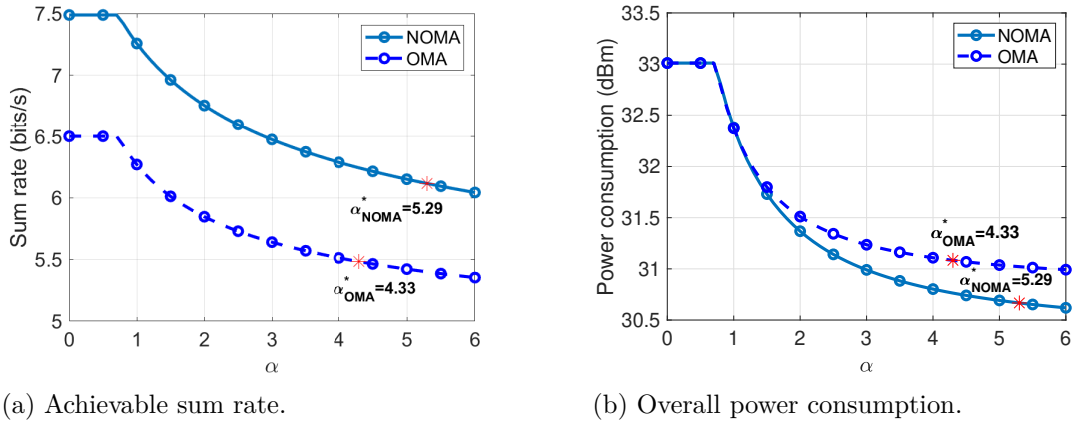 7.5
7
6.5
6
5.5
5
Sum rate (bits/s)
NOMA
OMA
α*NOMA=5.29
α*OMA=4.33
0 1 2 3 4 5 6
α
(a) Achievable sum rate.
33.5
33
32.5
32
31.5
31
30.5
Power consumption (dBm)
NOMA
OMA
α*OMA=4.33
α*NOMA=5.29
0 1 2 3 4 5 6
α
(b) Overall power consumption.